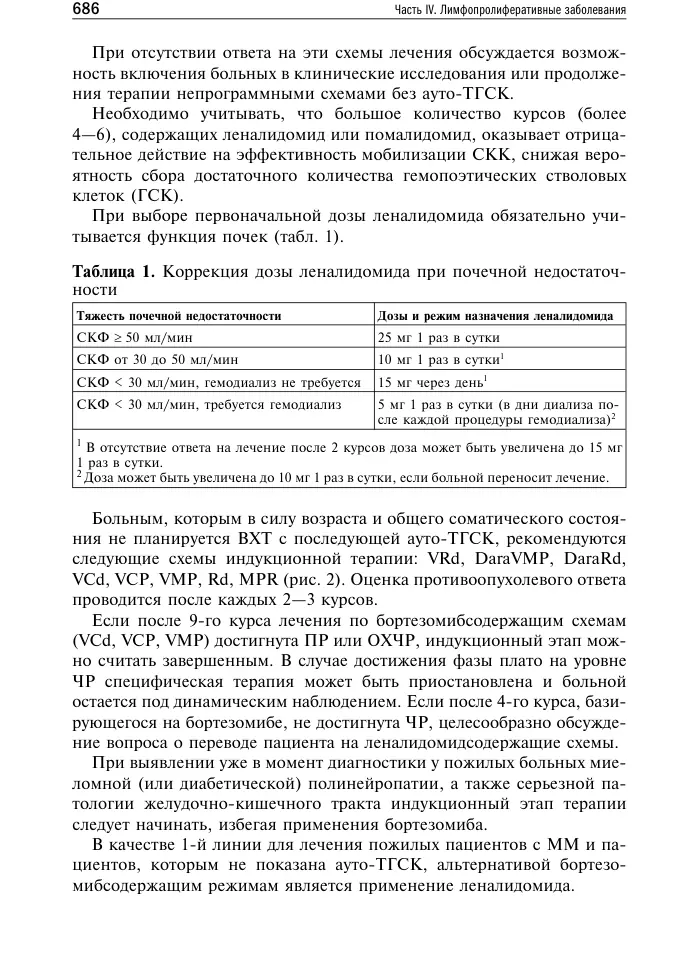 686
Часть IV. Лимфопролиферативные заболевания
При отсутствии ответа на эти схемы лечения обсуждается возмож-
ность включения больных в клинические исследования или продолже-
ния терапии непрограммными схемами без ауто-ТГСК.
Необходимо учитывать, что большое количество курсов (более
4—6), содержащих леналидомид или помалидомид, оказывает отрица-
тельное действие на эффективность мобилизации СКК, снижая веро-
ятность сбора достаточного количества гемопоэтических стволовых
клеток (ГСК).
При выборе первоначальной дозы леналидомида обязательно учи-
тывается функция почек (табл. 1).
Таблица 1. Коррекция дозы леналидомида при почечной недостаточ-
ности
Тяжесть почечной недостаточности
Дозы и режим назначения леналидомида
СКФ ≥ 50 мл/мин
25 мг 1 раз в сутки
СКФ от 30 до 50 мл/мин
10 мг 1 раз в сутки¹
СКФ < 30 мл/мин, гемодиализ не требуется
15 мг через день¹
СКФ < 30 мл/мин, требуется гемодиализ
5 мг 1 раз в сутки (в дни диализа по-
сле каждой процедуры гемодиализа)²
¹ В отсутствие ответа на лечение после 2 курсов доза может быть увеличена до 15 мг
1 раз в сутки.
² Доза может быть увеличена до 10 мг 1 раз в сутки, если больной переносит лечение.
Больным, которым в силу возраста и общего соматического состоя-
ния не планируется ВХТ с последующей ауто-ТГСК, рекомендуются
следующие схемы индукционной терапии: VRd, DaraVMP, DaraRd,
VCd, VCP, VMP, Rd, MPR (рис. 2). Оценка противоопухолевого ответа
проводится после каждых 2—3 курсов.
Если после 9-го курса лечения по бортезомибсодержащим схемам
(VCd, VCP, VMP) достигнута ПР или ОХЧР, индукционный этап мож-
но считать завершенным. В случае достижения фазы плато на уровне
ЧР специфическая терапия может быть приостановлена и больной
остается под динамическим наблюдением. Если после 4-го курса, бази-
рующегося на бортезомибе, не достигнута ЧР, целесообразно обсужде-
ние вопроса о переводе пациента на леналидомидсодержащие схемы.
При выявлении уже в момент диагностики у пожилых больных мие-
ломной (или диабетической) полинейропатии, а также серьезной па-
тологии желудочно-кишечного тракта индукционный этап терапии
следует начинать, избегая применения бортезомиба.
В качестве 1-й линии для лечения пожилых пациентов с ММ и па-
циентов, которым не показана ауто-ТГСК, альтернативой бортезо-
мибсодержащим режимам является применение леналидомида.